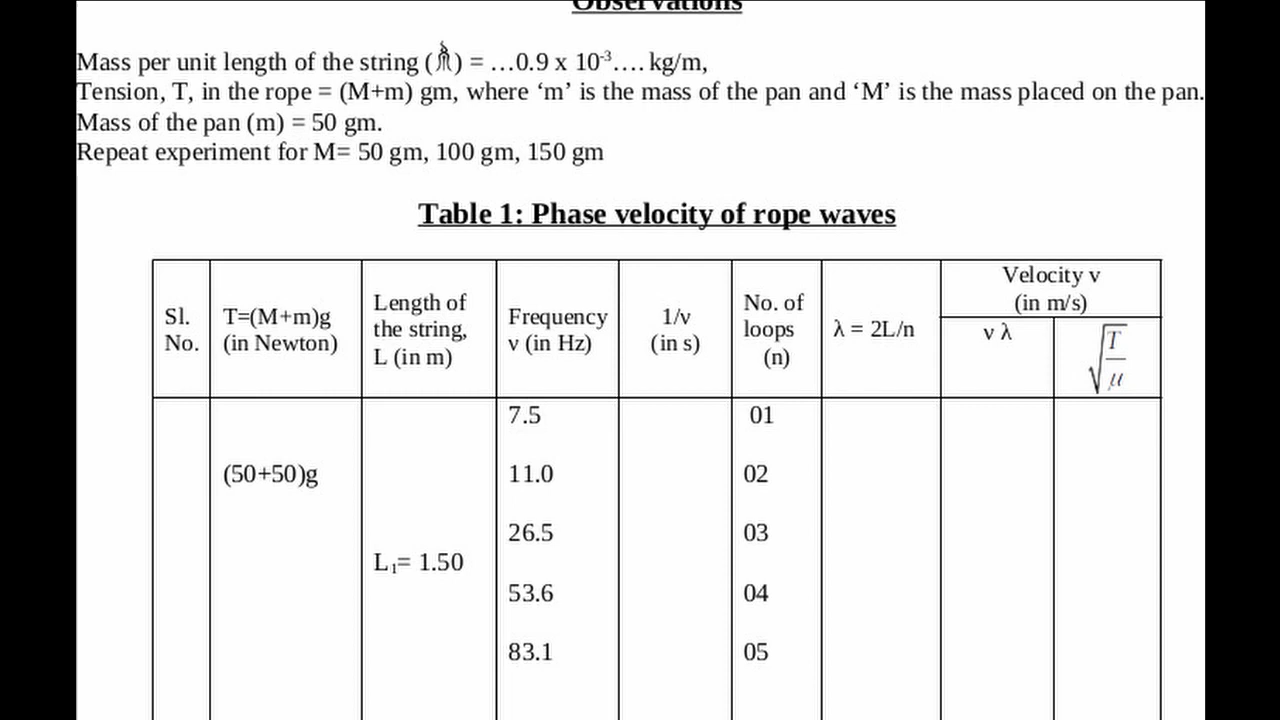 Observations
Mass per unit length of the string () = …0.9 x 10-3…. kg/m,
Tension, T, in the rope = (M+m) gm, where ‘m’ is the mass of the pan and ‘M’ is the mass placed on the pan.
Mass of the pan (m) = 50 gm.
Repeat experiment for M= 50 gm, 100 gm, 150 gm
Table 1: Phase velocity of rope waves
Sl. No.
T=(M+m)g (in Newton)
Length of the string, L (in m)
Frequency ν (in Hz)
1/ν (in s)
No. of loops (n)
λ = 2L/n
Velocity v (in m/s)
ν λ
√T/μ
7.5 01
(50+50)g 11.0 02
26.5 03
L1= 1.50
53.6 04
83.1 05